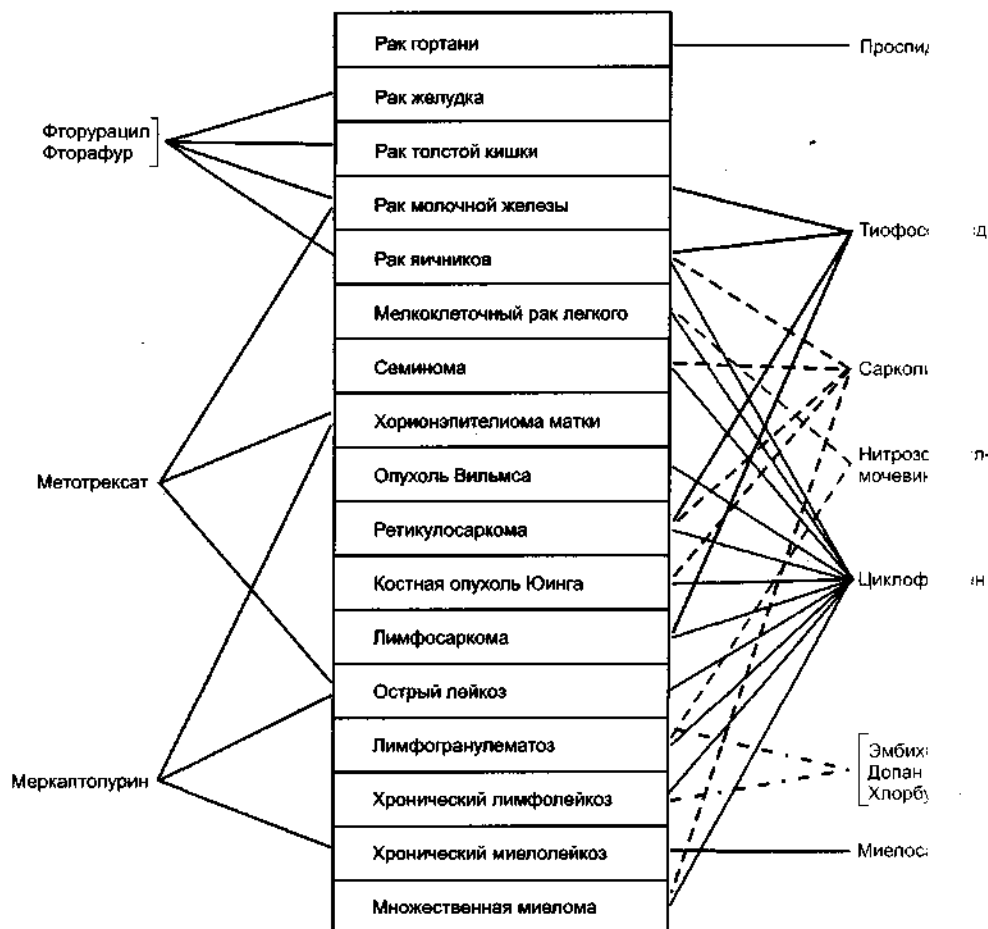 Рак гортани
Рак желудка
Рак толстой кишки
Рак молочной железы
Рак яичников
Мелкоклеточный рак легкого
Семинома
Хорионэпителиома матки
Опухоль Вильмса
Ретикулосаркома
Костная опухоль Юинга
Лимфосаркома
Острый лейкоз
Лимфогранулематоз
Хронический лимфолейкоз
Хронический миелолейкоз
Множественная миелома
Фторурацил
Фторафур
Метотрексат
Меркаптопурин
Допан